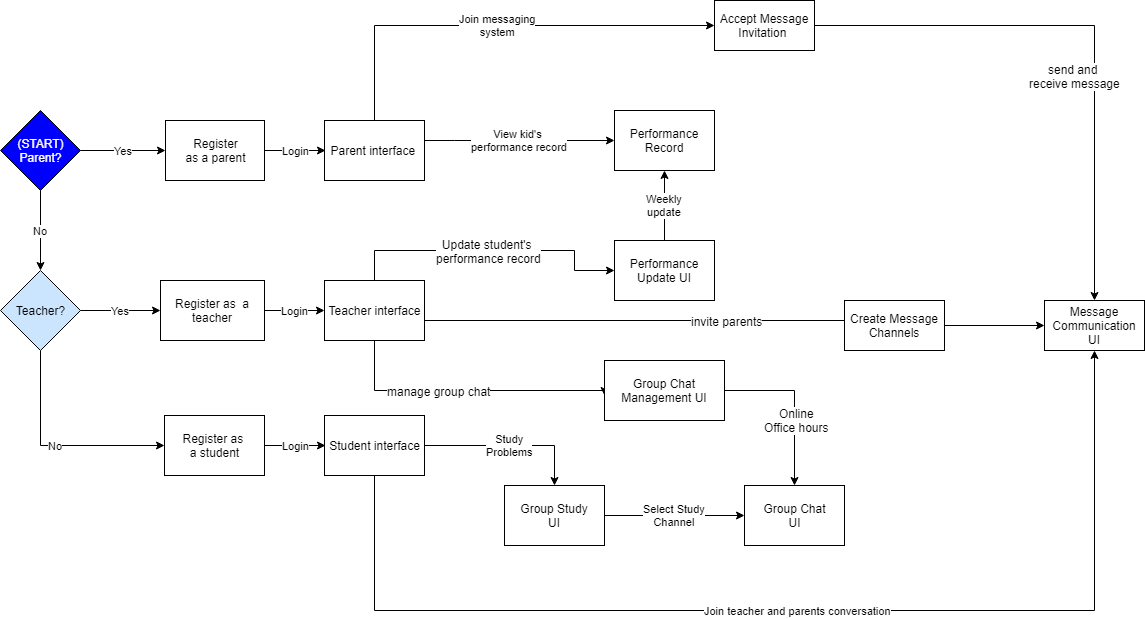 Join messaging
system
Accept Message
Invitation
send and
receive message
(START)
Parent?
Yes
Register
as a parent
Login
Parent interface
View kid's
performance record
Performance
Record
Weekly
update
No
Update student's
performance record
Performance
Update UI
Teacher?
Yes
Register as a
teacher
Login
Teacher interface
invite parents
Create Message
Channels
Message
Communication
UI
manage group chat
Group Chat
Management UI
Online
Office hours
No
Register as
a student
Login
Student interface
Study
Problems
Group Study
UI
Select Study
Channel
Group Chat
UI
Join teacher and parents conversation